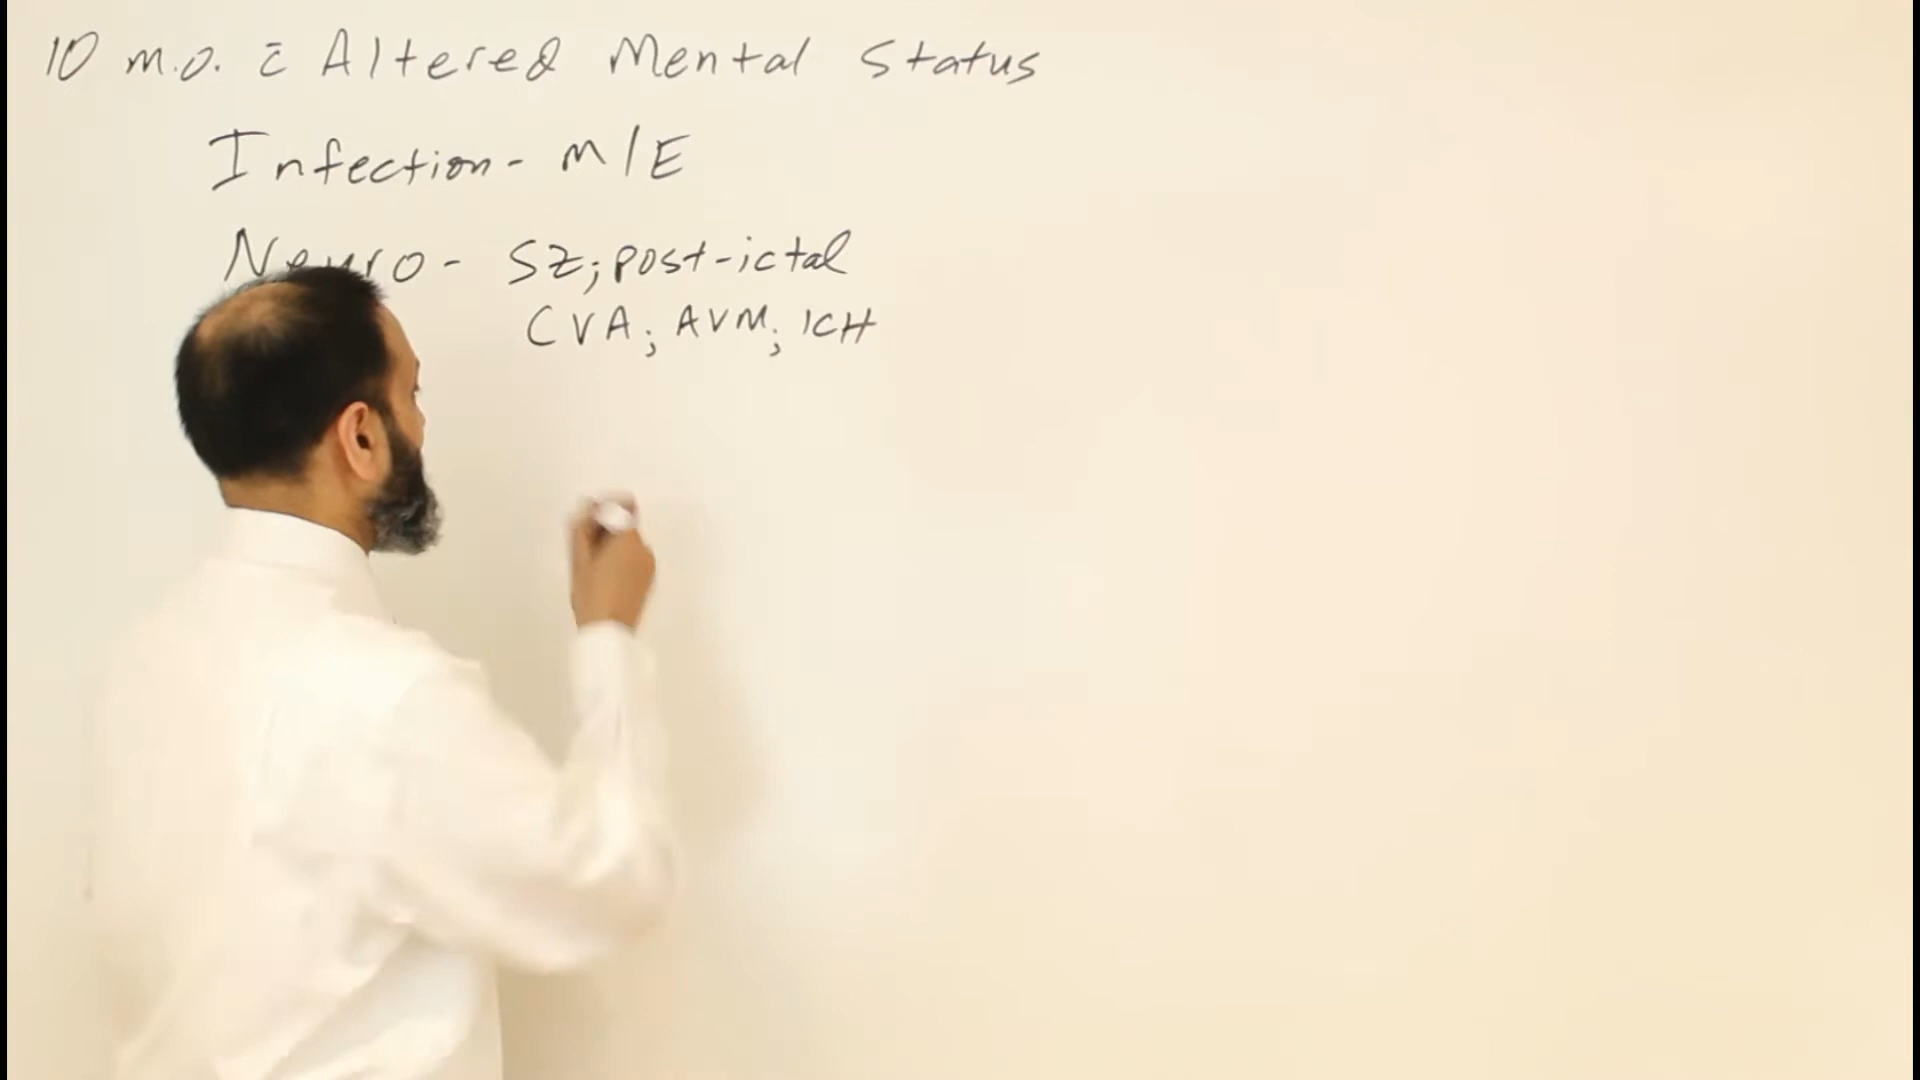 10 m.o. c̄ Altered Mental Status
Infection - M/E
Neuro - SZ; post-ictal
CVA; AVM; ICH